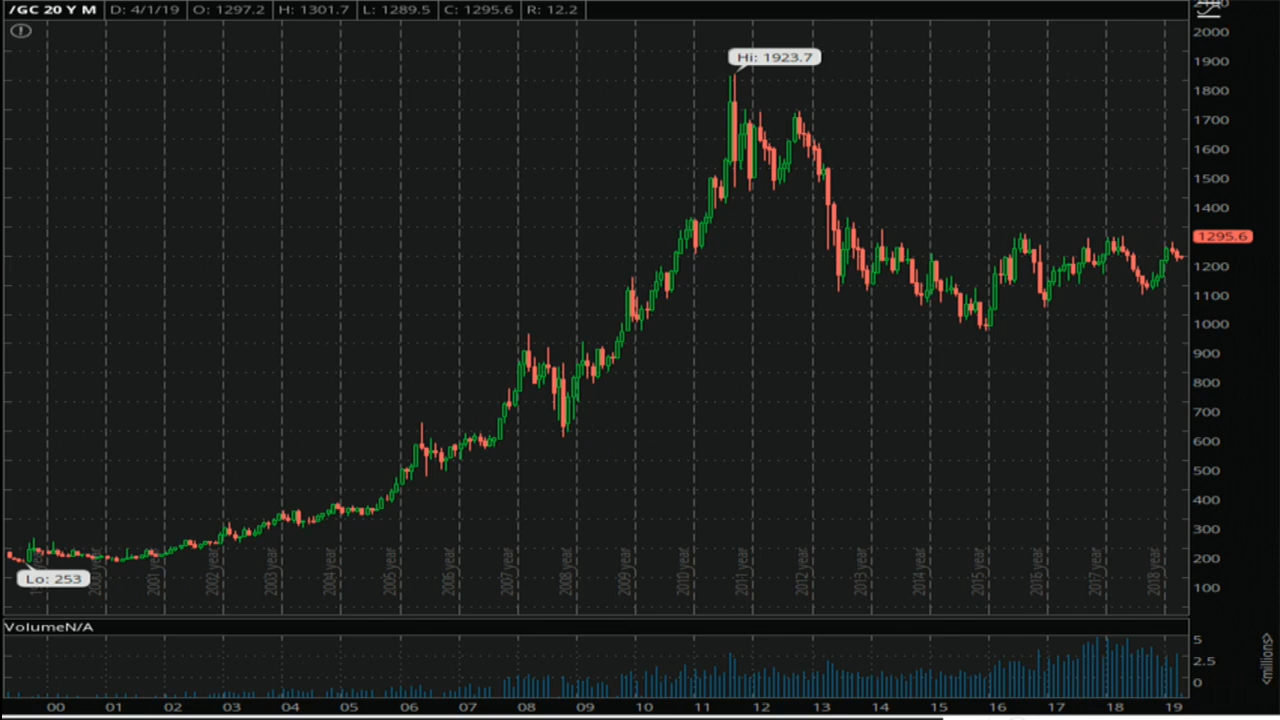 /GC 20 Y M D: 4/1/19 O: 1297.2 H: 1301.7 L: 1289.5 C: 1295.6 R: 12.2
2000
Hi: 1923.7
1900
1800
1700
1600
1500
1400
1295.6
1200
1100
1000
900
800
700
600
500
400
300
200
100
2000 year
2001 year
2002 year
2003 year
2004 year
2005 year
2006 year
2007 year
2008 year
2009 year
2010 year
2011 year
2012 year
2013 year
2014 year
2015 year
2016 year
2017 year
2018 year
Lo: 253
VolumeN/A
5
2.5
0
<millions>
00 01 02 03 04 05 06 07 08 09 10 11 12 13 14 15 16 17 18 19